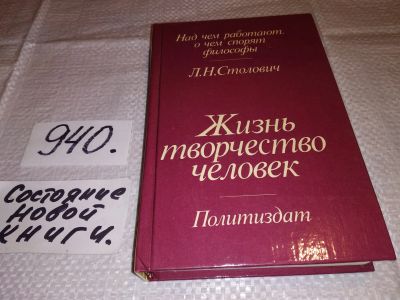 940.
Состояние
новой
книги.
Над чем работают,
о чем спорят
философы
Л.Н.Столович
Жизнь
творчество
человек
Политиздат